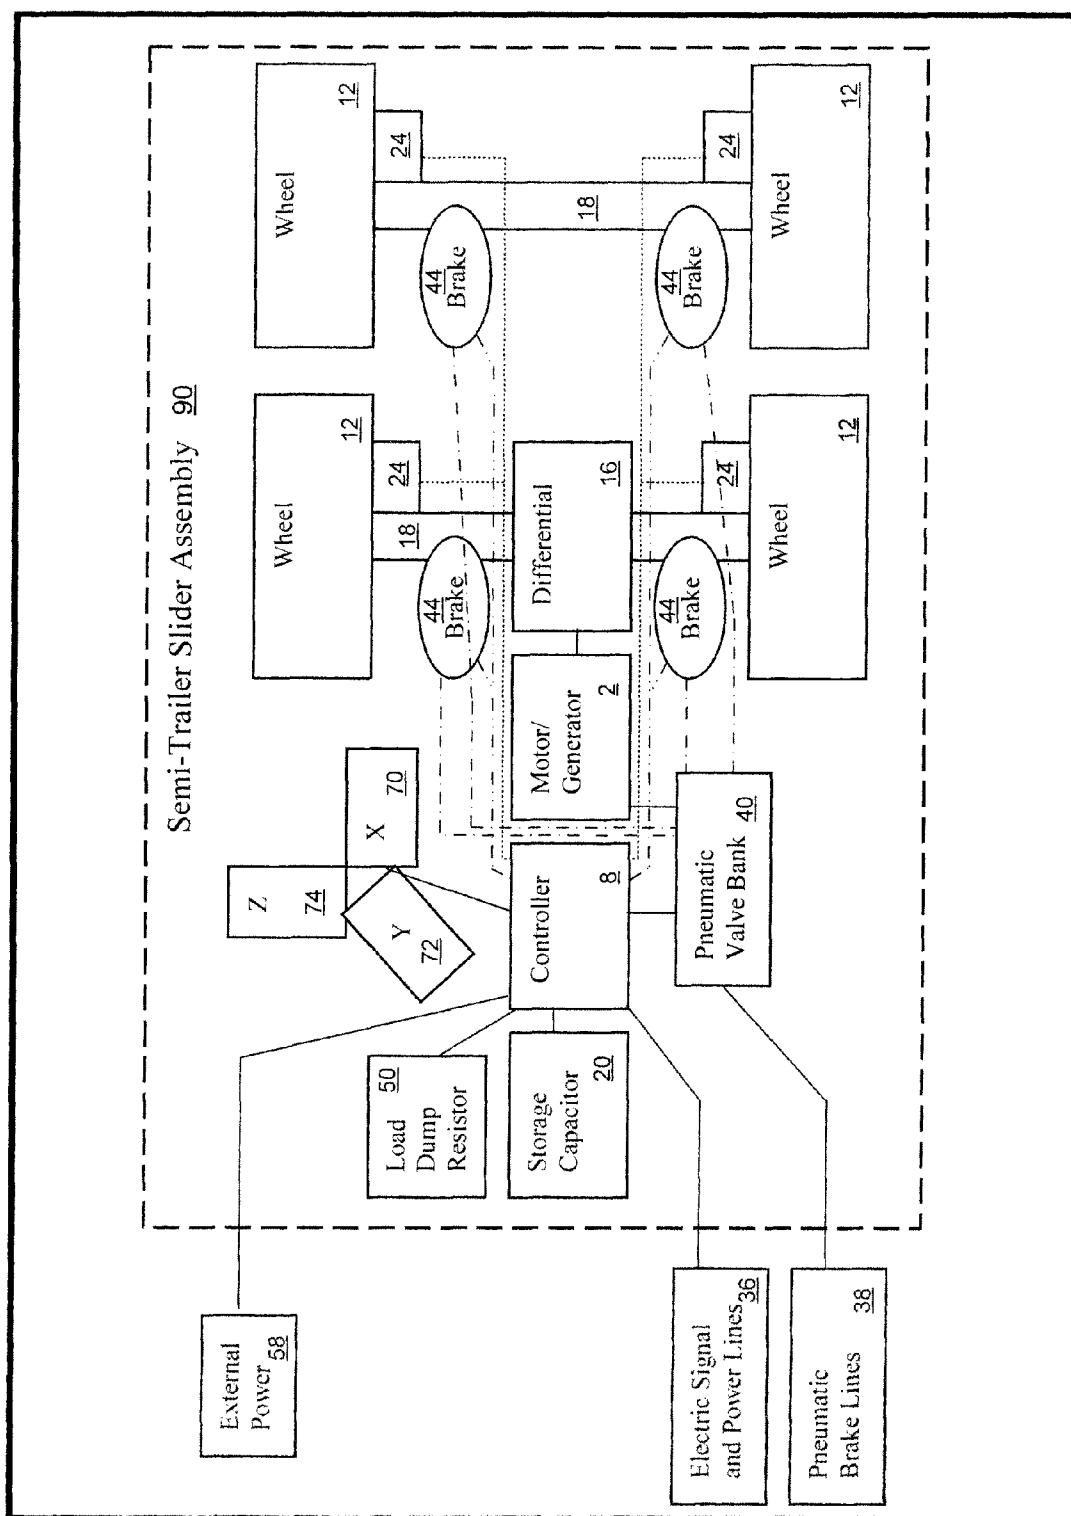 Semi-Trailer Slider Assembly 90
External
Power 58
Z
74
X
70
Y
72
Load
Dump
Resistor
50
Storage
Capacitor
20
Controller
8
Motor/
Generator
2
Differential
16
Wheel
12
24
18
44
Brake
Wheel
12
24
44
Brake
18
44
Brake
24
Wheel
12
44
Brake
24
Wheel
12
Pneumatic
Valve Bank
40
Electric Signal
and Power Lines 36
Pneumatic
Brake Lines
38